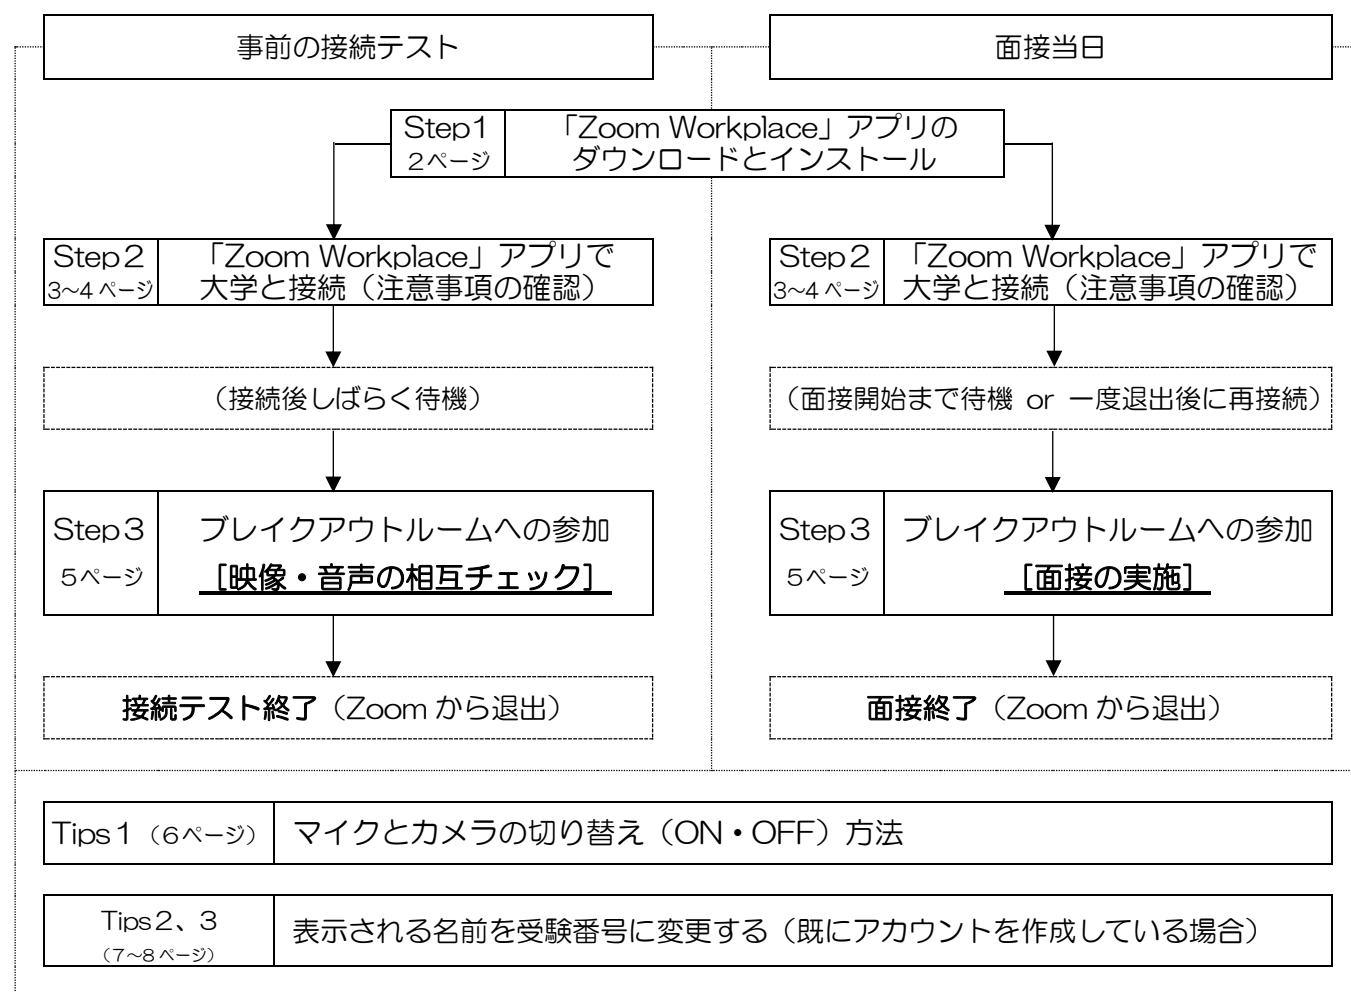 事前の接続テスト
面接当日
Step1
2ページ
「Zoom Workplace」アプリの
ダウンロードとインストール
Step2
3~4ページ
「Zoom Workplace」アプリで
大学と接続（注意事項の確認）
（接続後しばらく待機）
Step3
5ページ
ブレイクアウトルームへの参加
［映像・音声の相互チェック］
接続テスト終了（Zoomから退出）
Step2
3~4ページ
「Zoom Workplace」アプリで
大学と接続（注意事項の確認）
（面接開始まで待機 or 一度退出後に再接続）
Step3
5ページ
ブレイクアウトルームへの参加
［面接の実施］
面接終了（Zoomから退出）
Tips1（6ページ）
マイクとカメラの切り替え（ON・OFF）方法
Tips2、3
（7~8ページ）
表示される名前を受験番号に変更する（既にアカウントを作成している場合）